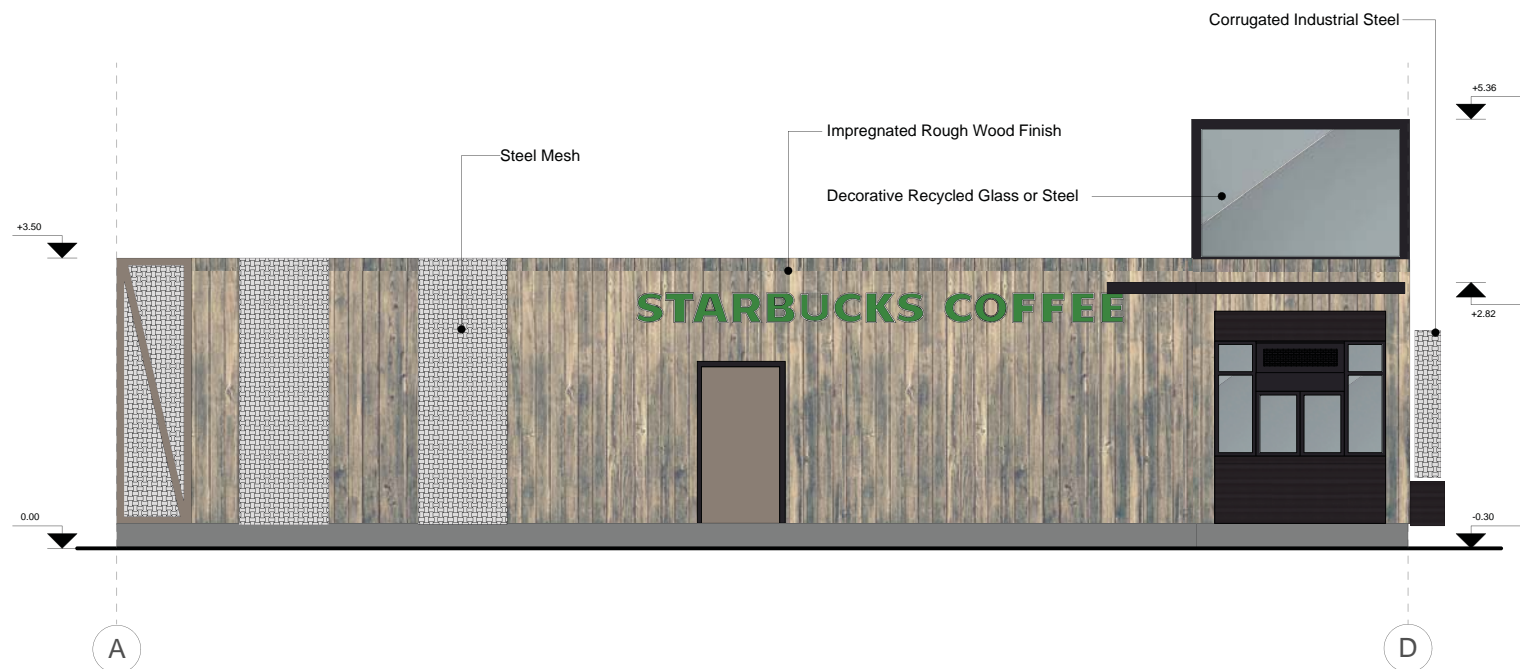 Corrugated Industrial Steel
+5.36
Impregnated Rough Wood Finish
Steel Mesh
Decorative Recycled Glass or Steel
+3.50
STARBUCKS COFFEE
+2.82
0.00
-0.30
A
D